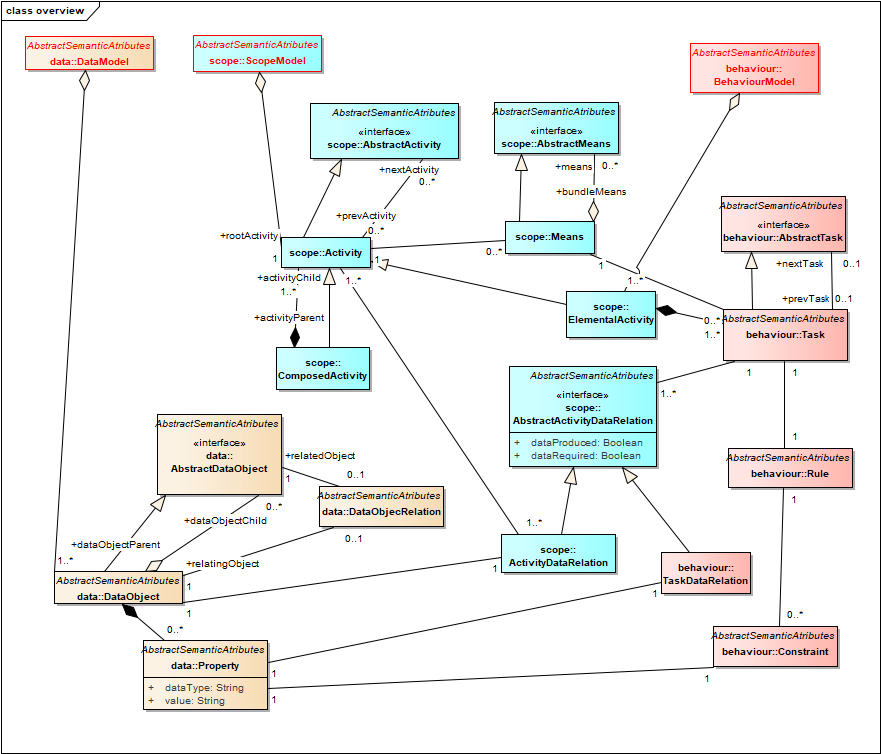 class overview
AbstractSemanticAtributes
data::DataModel
AbstractSemanticAtributes
scope::ScopeModel
AbstractSemanticAtributes
behaviour::
BehaviourModel
AbstractSemanticAtributes
«interface»
scope::AbstractActivity
AbstractSemanticAtributes
«interface»
scope::AbstractMeans
+nextActivity
0..*
+means
0..*
+bundleMeans
+prevActivity
0..*
+rootActivity
1
scope::Activity
1
scope::Means
0..*
1
AbstractSemanticAtributes
«interface»
behaviour::AbstractTask
+nextTask
0..1
+prevTask
0..1
+activityChild
1..*
1..*
+activityParent
1..*
scope::
ElementalActivity
0..*
1..*
AbstractSemanticAtributes
behaviour::Task
scope::
ComposedActivity
AbstractSemanticAtributes
«interface»
scope::
AbstractActivityDataRelation
+ dataProduced: Boolean
+ dataRequired: Boolean
1..*
1
1
1
AbstractSemanticAtributes
behaviour::Rule
1
AbstractSemanticAtributes
«interface»
data::
AbstractDataObject
+relatedObject
1
0..1
0..*
AbstractSemanticAtributes
data::DataObjecRelation
+dataObjectChild
0..1
+dataObjectParent
+relatingObject
1..*
1..*
AbstractSemanticAtributes
data::DataObject
1
1
scope::
ActivityDataRelation
1
behaviour::
TaskDataRelation
1
0..*
0..*
AbstractSemanticAtributes
data::Property
+ dataType: String
+ value: String
1
1
AbstractSemanticAtributes
behaviour::Constraint
1